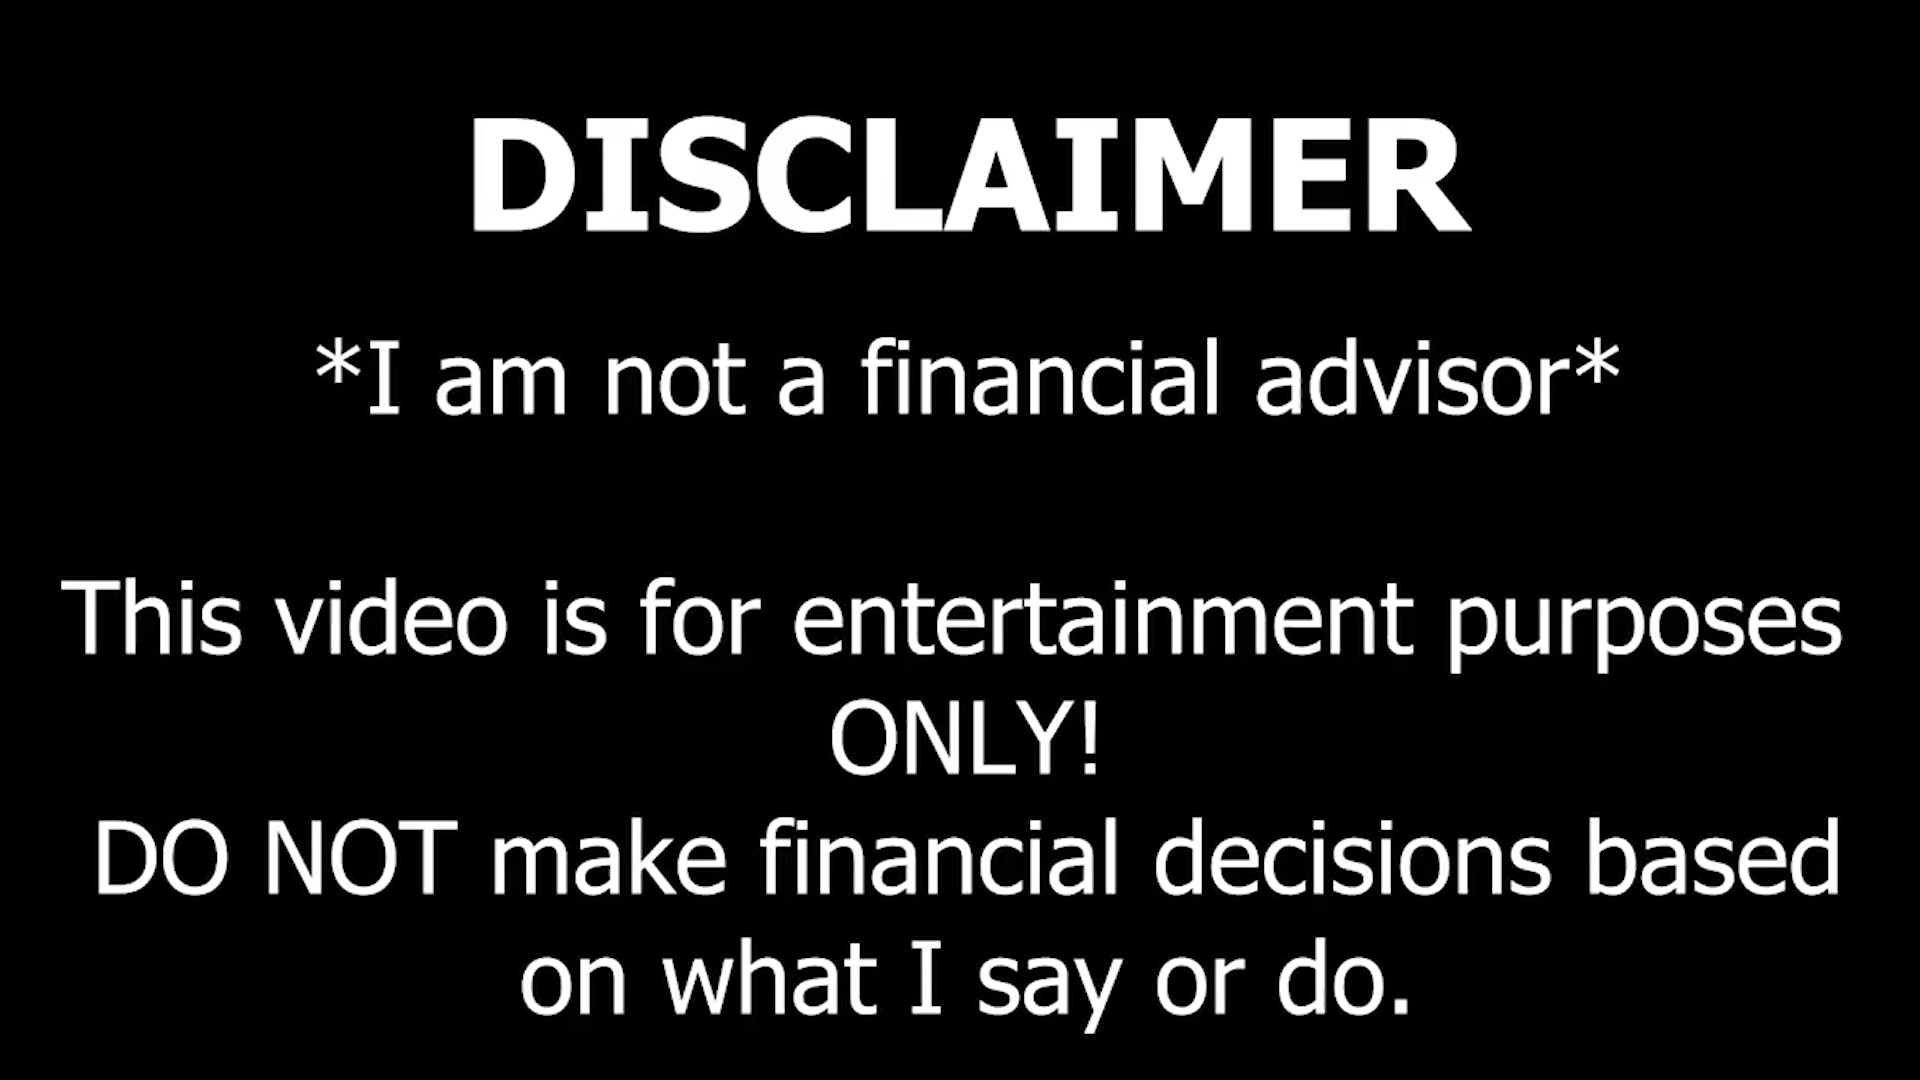 DISCLAIMER
*I am not a financial advisor*
This video is for entertainment purposes
ONLY!
DO NOT make financial decisions based
on what I say or do.